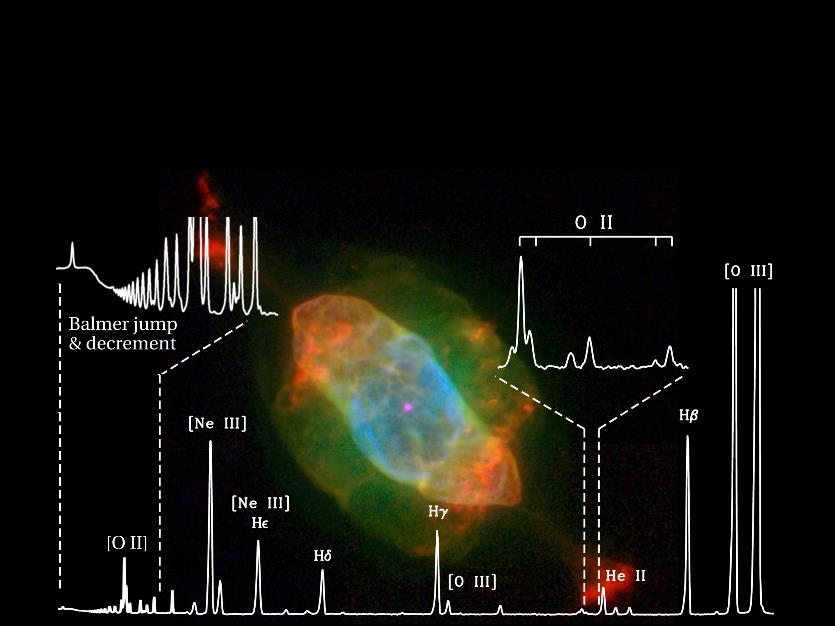 O II
[O III]
Balmer jump
& decrement
Hβ
[Ne III]
[Ne III]
Hϵ
Hγ
[O II]
Hδ
[O III]
He II